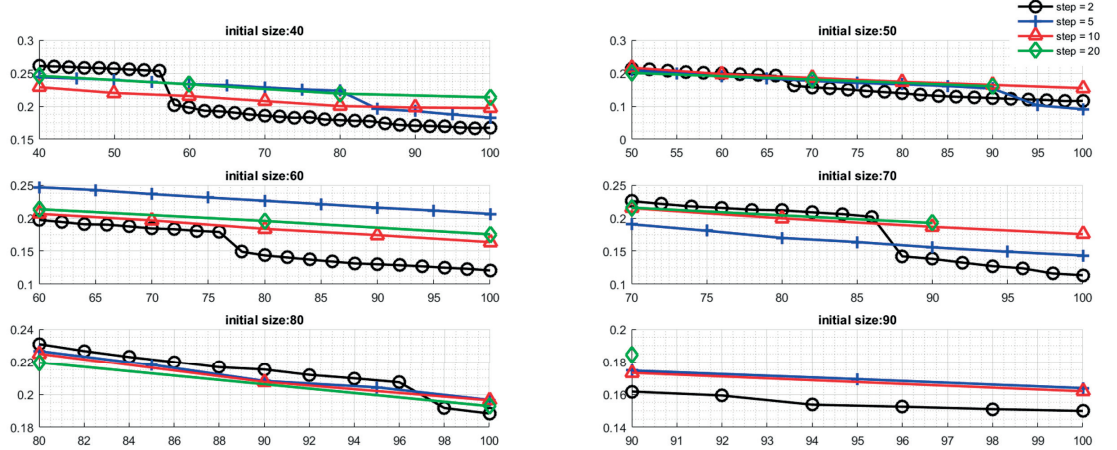 step = 2
step = 5
step = 10
step = 20
initial size:40
0.3
0.25
0.2
0.15
40 50 60 70 80 90 100
initial size:50
0.3
0.2
0.1
0
50 55 60 65 70 75 80 85 90 95 100
initial size:60
0.25
0.2
0.15
0.1
60 65 70 75 80 85 90 95 100
initial size:70
0.25
0.2
0.15
0.1
70 75 80 85 90 95 100
initial size:80
0.24
0.22
0.2
0.18
80 82 84 86 88 90 92 94 96 98 100
initial size:90
0.2
0.18
0.16
0.14
90 91 92 93 94 95 96 97 98 99 100